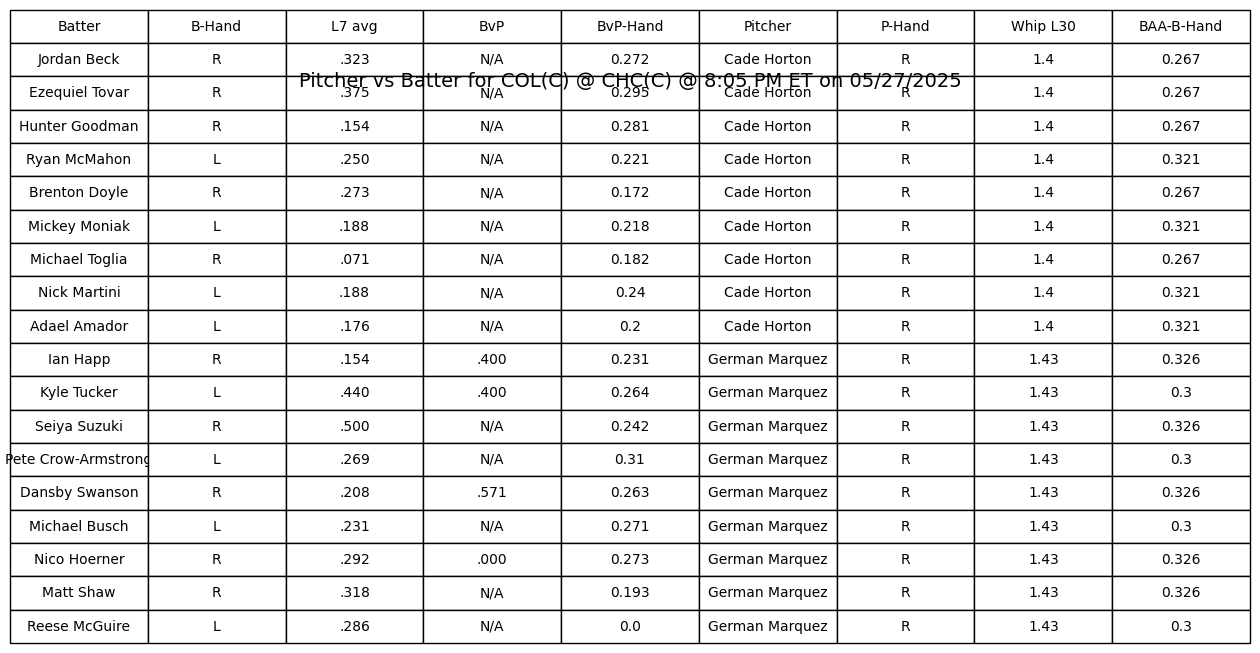 Batter B-Hand L7 avg BvP BvP-Hand Pitcher P-Hand Whip L30 BAA-B-Hand
Jordan Beck R .323 N/A 0.272 Cade Horton R 1.4 0.267
Pitcher vs Batter for COL(C) @ CHC(C) @ 8:05 PM ET on 05/27/2025
Ezequiel Tovar R .375 N/A 0.295 Cade Horton R 1.4 0.267
Hunter Goodman R .154 N/A 0.281 Cade Horton R 1.4 0.267
Ryan McMahon L .250 N/A 0.221 Cade Horton R 1.4 0.321
Brenton Doyle R .273 N/A 0.172 Cade Horton R 1.4 0.267
Mickey Moniak L .188 N/A 0.218 Cade Horton R 1.4 0.321
Michael Toglia R .071 N/A 0.182 Cade Horton R 1.4 0.267
Nick Martini L .188 N/A 0.24 Cade Horton R 1.4 0.321
Adael Amador L .176 N/A 0.2 Cade Horton R 1.4 0.321
Ian Happ R .154 .400 0.231 German Marquez R 1.43 0.326
Kyle Tucker L .440 .400 0.264 German Marquez R 1.43 0.3
Seiya Suzuki R .500 N/A 0.242 German Marquez R 1.43 0.326
Pete Crow-Armstrong L .269 N/A 0.31 German Marquez R 1.43 0.3
Dansby Swanson R .208 .571 0.263 German Marquez R 1.43 0.326
Michael Busch L .231 N/A 0.271 German Marquez R 1.43 0.3
Nico Hoerner R .292 .000 0.273 German Marquez R 1.43 0.326
Matt Shaw R .318 N/A 0.193 German Marquez R 1.43 0.326
Reese McGuire L .286 N/A 0.0 German Marquez R 1.43 0.3